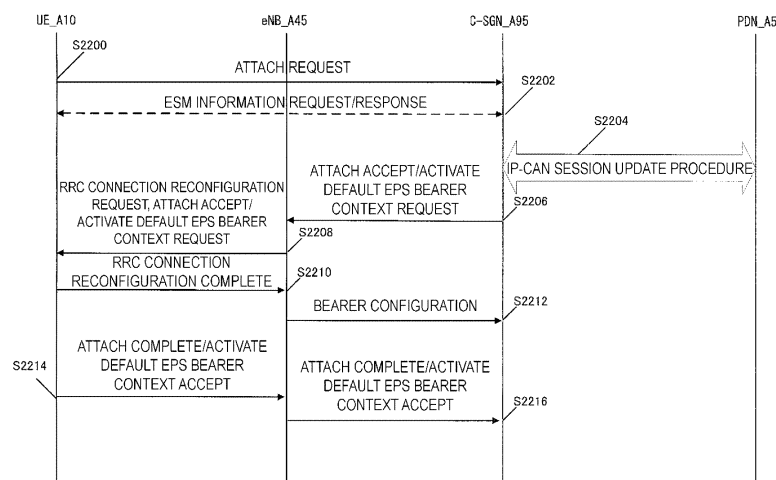 UE_A10
eNB_A45
C-SGN_A95
PDN_A5
S2200
ATTACH REQUEST
S2202
ESM INFORMATION REQUEST/RESPONSE
S2204
IP-CAN SESSION UPDATE PROCEDURE
ATTACH ACCEPT/ACTIVATE
DEFAULT EPS BEARER
CONTEXT REQUEST
S2206
RRC CONNECTION RECONFIGURATION
REQUEST, ATTACH ACCEPT/
ACTIVATE DEFAULT EPS BEARER
CONTEXT REQUEST
S2208
RRC CONNECTION
RECONFIGURATION COMPLETE
S2210
BEARER CONFIGURATION
S2212
ATTACH COMPLETE/ACTIVATE
DEFAULT EPS BEARER
CONTEXT ACCEPT
S2214
ATTACH COMPLETE/ACTIVATE
DEFAULT EPS BEARER
CONTEXT ACCEPT
S2216